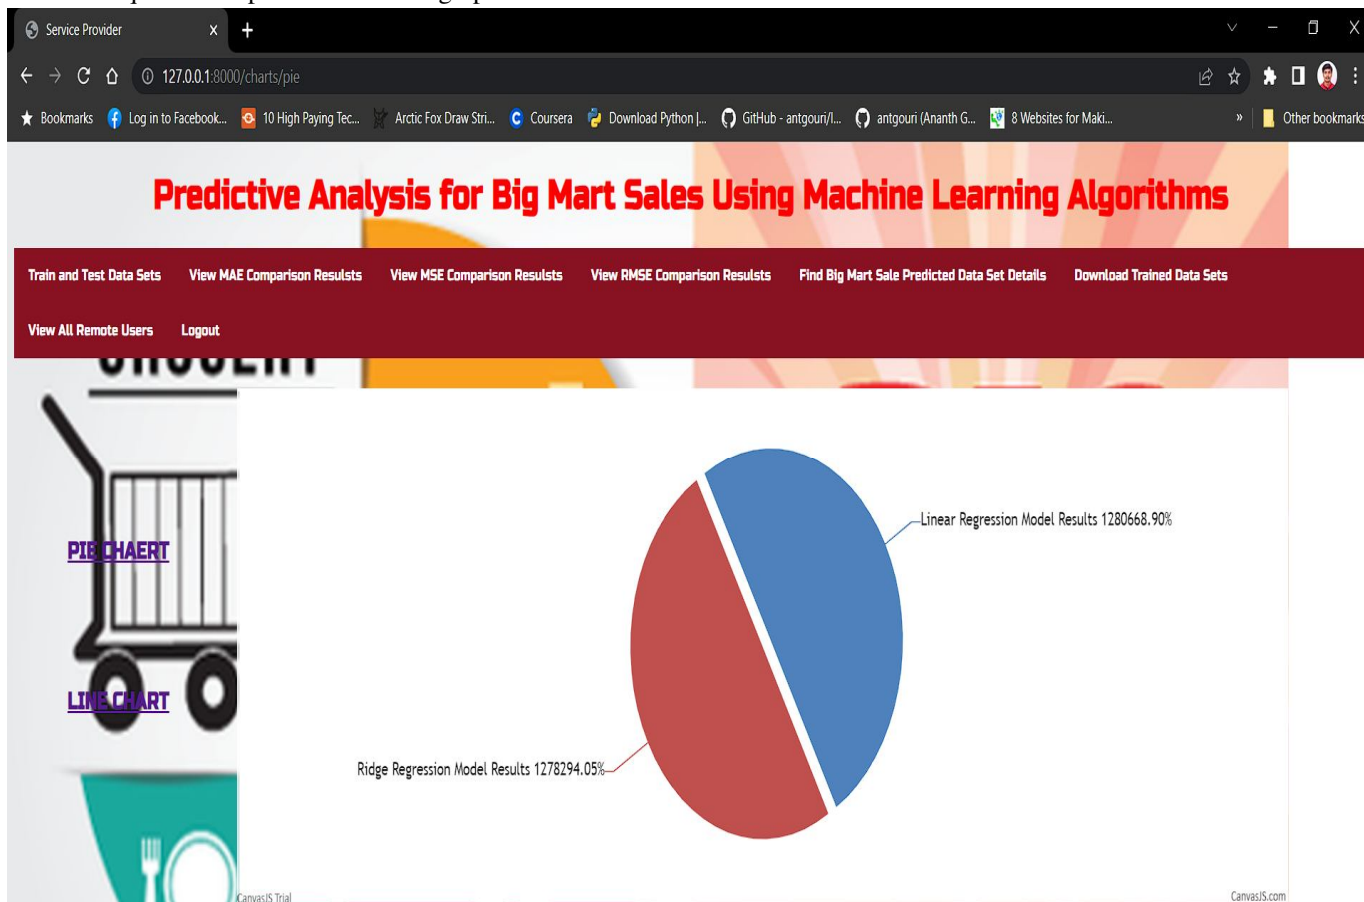 Service Provider
127.0.0.1:8000/charts/pie
Bookmarks Log in to Facebook... 10 High Paying Tec... Arctic Fox Draw Stri... Coursera Download Python |... GitHub - antgouri/I... antgouri (Ananth G... 8 Websites for Maki... » Other bookmarks
Predictive Analysis for Big Mart Sales Using Machine Learning Algorithms
Train and Test Data Sets View MAE Comparison Resulsts View MSE Comparison Resulsts View RMSE Comparison Resulsts Find Big Mart Sale Predicted Data Set Details Download Trained Data Sets
View All Remote Users Logout
Linear Regression Model Results 1280668.90%
PIE CHAERT
LINE CHART
Ridge Regression Model Results 1278294.05%
CanvasJS Trial CanvasJS.com